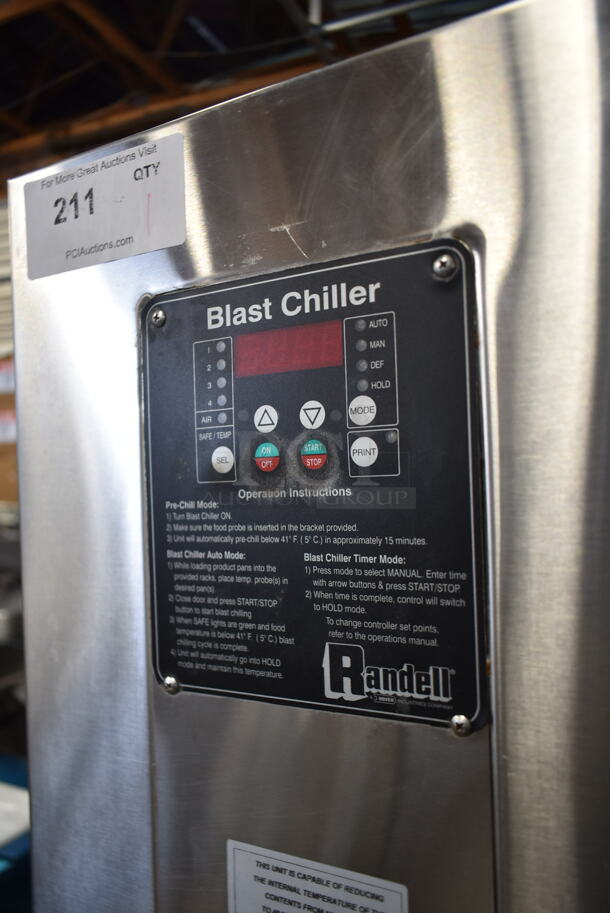 For More Great Auctions Visit
211 QTY
PCIAuctions.com
Blast Chiller
1
2
3
4
AIR
SAFE / TEMP
SEL
AUTO
MAN
DEF
HOLD
MODE
ON
OFF
START
STOP
PRINT
pci
AUCTION GROUP
Operation Instructions
Pre-Chill Mode:
1) Turn Blast Chiller ON.
2) Make sure the food probe is inserted in the bracket provided.
3) Unit will automatically pre-chill below 41° F. ( 5° C.) in approximately 15 minutes.
Blast Chiller Auto Mode:
1) While loading product pans into the
provided racks, place temp. probe(s) in
desired pan(s).
2) Close door and press START/STOP
button to start blast chilling
3) When SAFE lights are green and food
temperature is below 41° F. ( 5° C.) blast
chilling cycle is complete.
4) Unit will automatically go into HOLD
mode and maintain this temperature.
Blast Chiller Timer Mode:
1) Press mode to select MANUAL. Enter time
with arrow buttons & press START/STOP
2) When time is complete, control will switch
to HOLD mode.
To change controller set points,
refer to the operations manual.
Randell
INDUSTRIES COMPANY
THIS UNIT IS CAPABLE OF REDUCING
THE INTERNAL TEMPERATURE OF
CONTENTS